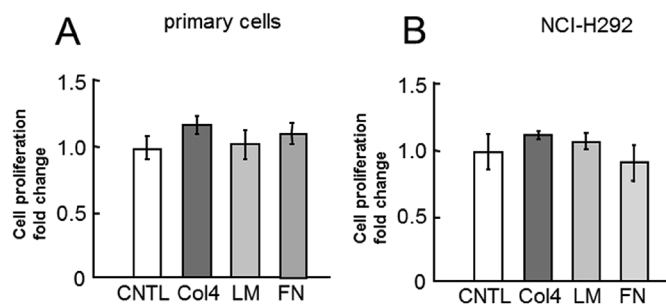 A
primary cells
Cell proliferation
fold change
1.5
1.0
0.5
0
CNTL Col4 LM FN
B
NCI-H292
Cell proliferation
fold change
1.5
1.0
0.5
0
CNTL Col4 LM FN